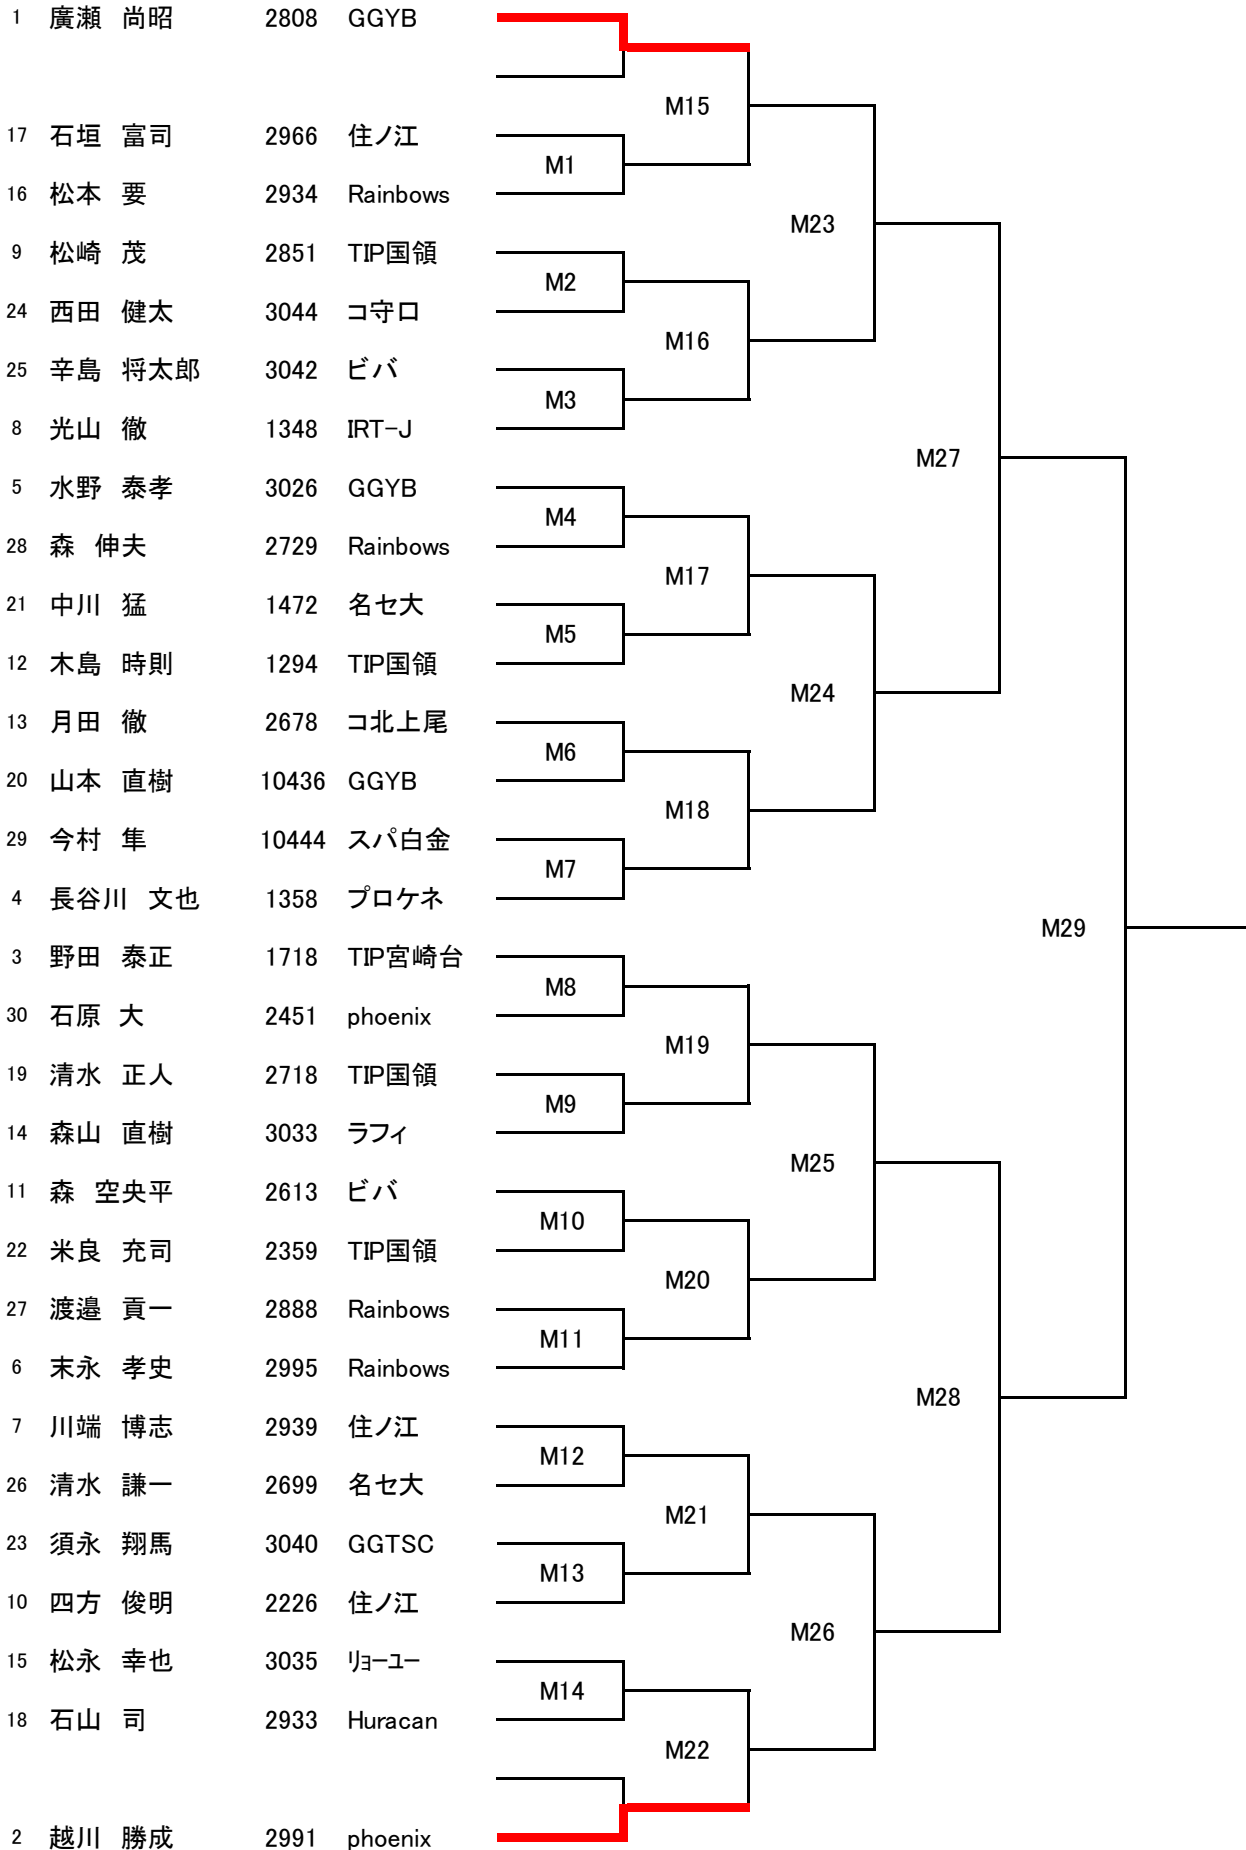 1 廣瀬 尚昭 2808 GGYB
M15
17 石垣 富司 2966 住ノ江
M1
16 松本 要 2934 Rainbows
M23
9 松崎 茂 2851 TIP国領
M2
24 西田 健太 3044 コ守口
M16
25 辛島 将太郎 3042 ビバ
M3
8 光山 徹 1348 IRT-J
M27
5 水野 泰孝 3026 GGYB
M4
28 森 伸夫 2729 Rainbows
M17
21 中川 猛 1472 名セ大
M5
12 木島 時則 1294 TIP国領
M24
13 月田 徹 2678 コ北上尾
M6
20 山本 直樹 10436 GGYB
M18
29 今村 隼 10444 スパ白金
M7
4 長谷川 文也 1358 プロケネ
M29
3 野田 泰正 1718 TIP宮崎台
M8
30 石原 大 2451 phoenix
M19
19 清水 正人 2718 TIP国領
M9
14 森山 直樹 3033 ラフィ
M25
11 森 空央平 2613 ビバ
M10
22 米良 充司 2359 TIP国領
M20
27 渡邉 貢一 2888 Rainbows
M11
6 末永 孝史 2995 Rainbows
M28
7 川端 博志 2939 住ノ江
M12
26 清水 謙一 2699 名セ大
M21
23 須永 翔馬 3040 GGTSC
M13
10 四方 俊明 2226 住ノ江
M26
15 松永 幸也 3035 リョーユー
M14
18 石山 司 2933 Huracan
M22
2 越川 勝成 2991 phoenix